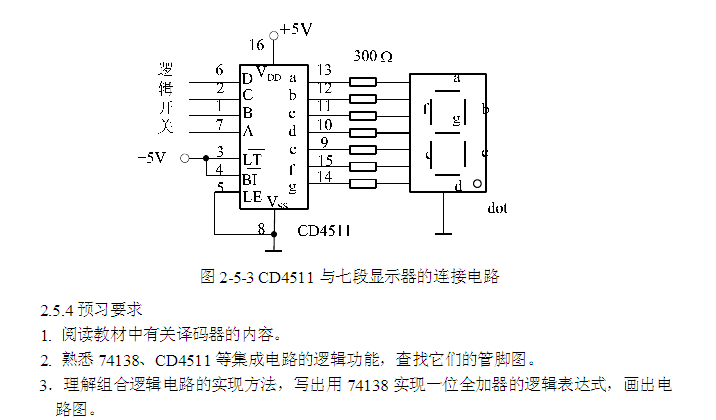 +5V
16
300 Ω
逻辑开关
6 D VDD a 13 a
2 C b 12
1 B c 11 f b
7 A d 10 g
e 9
+5V 3 LT f 15 c
4 BI g 14
5 LE VSS d
8 CD4511 dot
图 2-5-3 CD4511 与七段显示器的连接电路
2.5.4 预习要求
1. 阅读教材中有关译码器的内容。
2. 熟悉 74138、CD4511 等集成电路的逻辑功能，查找它们的管脚图。
3．理解组合逻辑电路的实现方法，写出用 74138 实现一位全加器的逻辑表达式，画出电
路图。